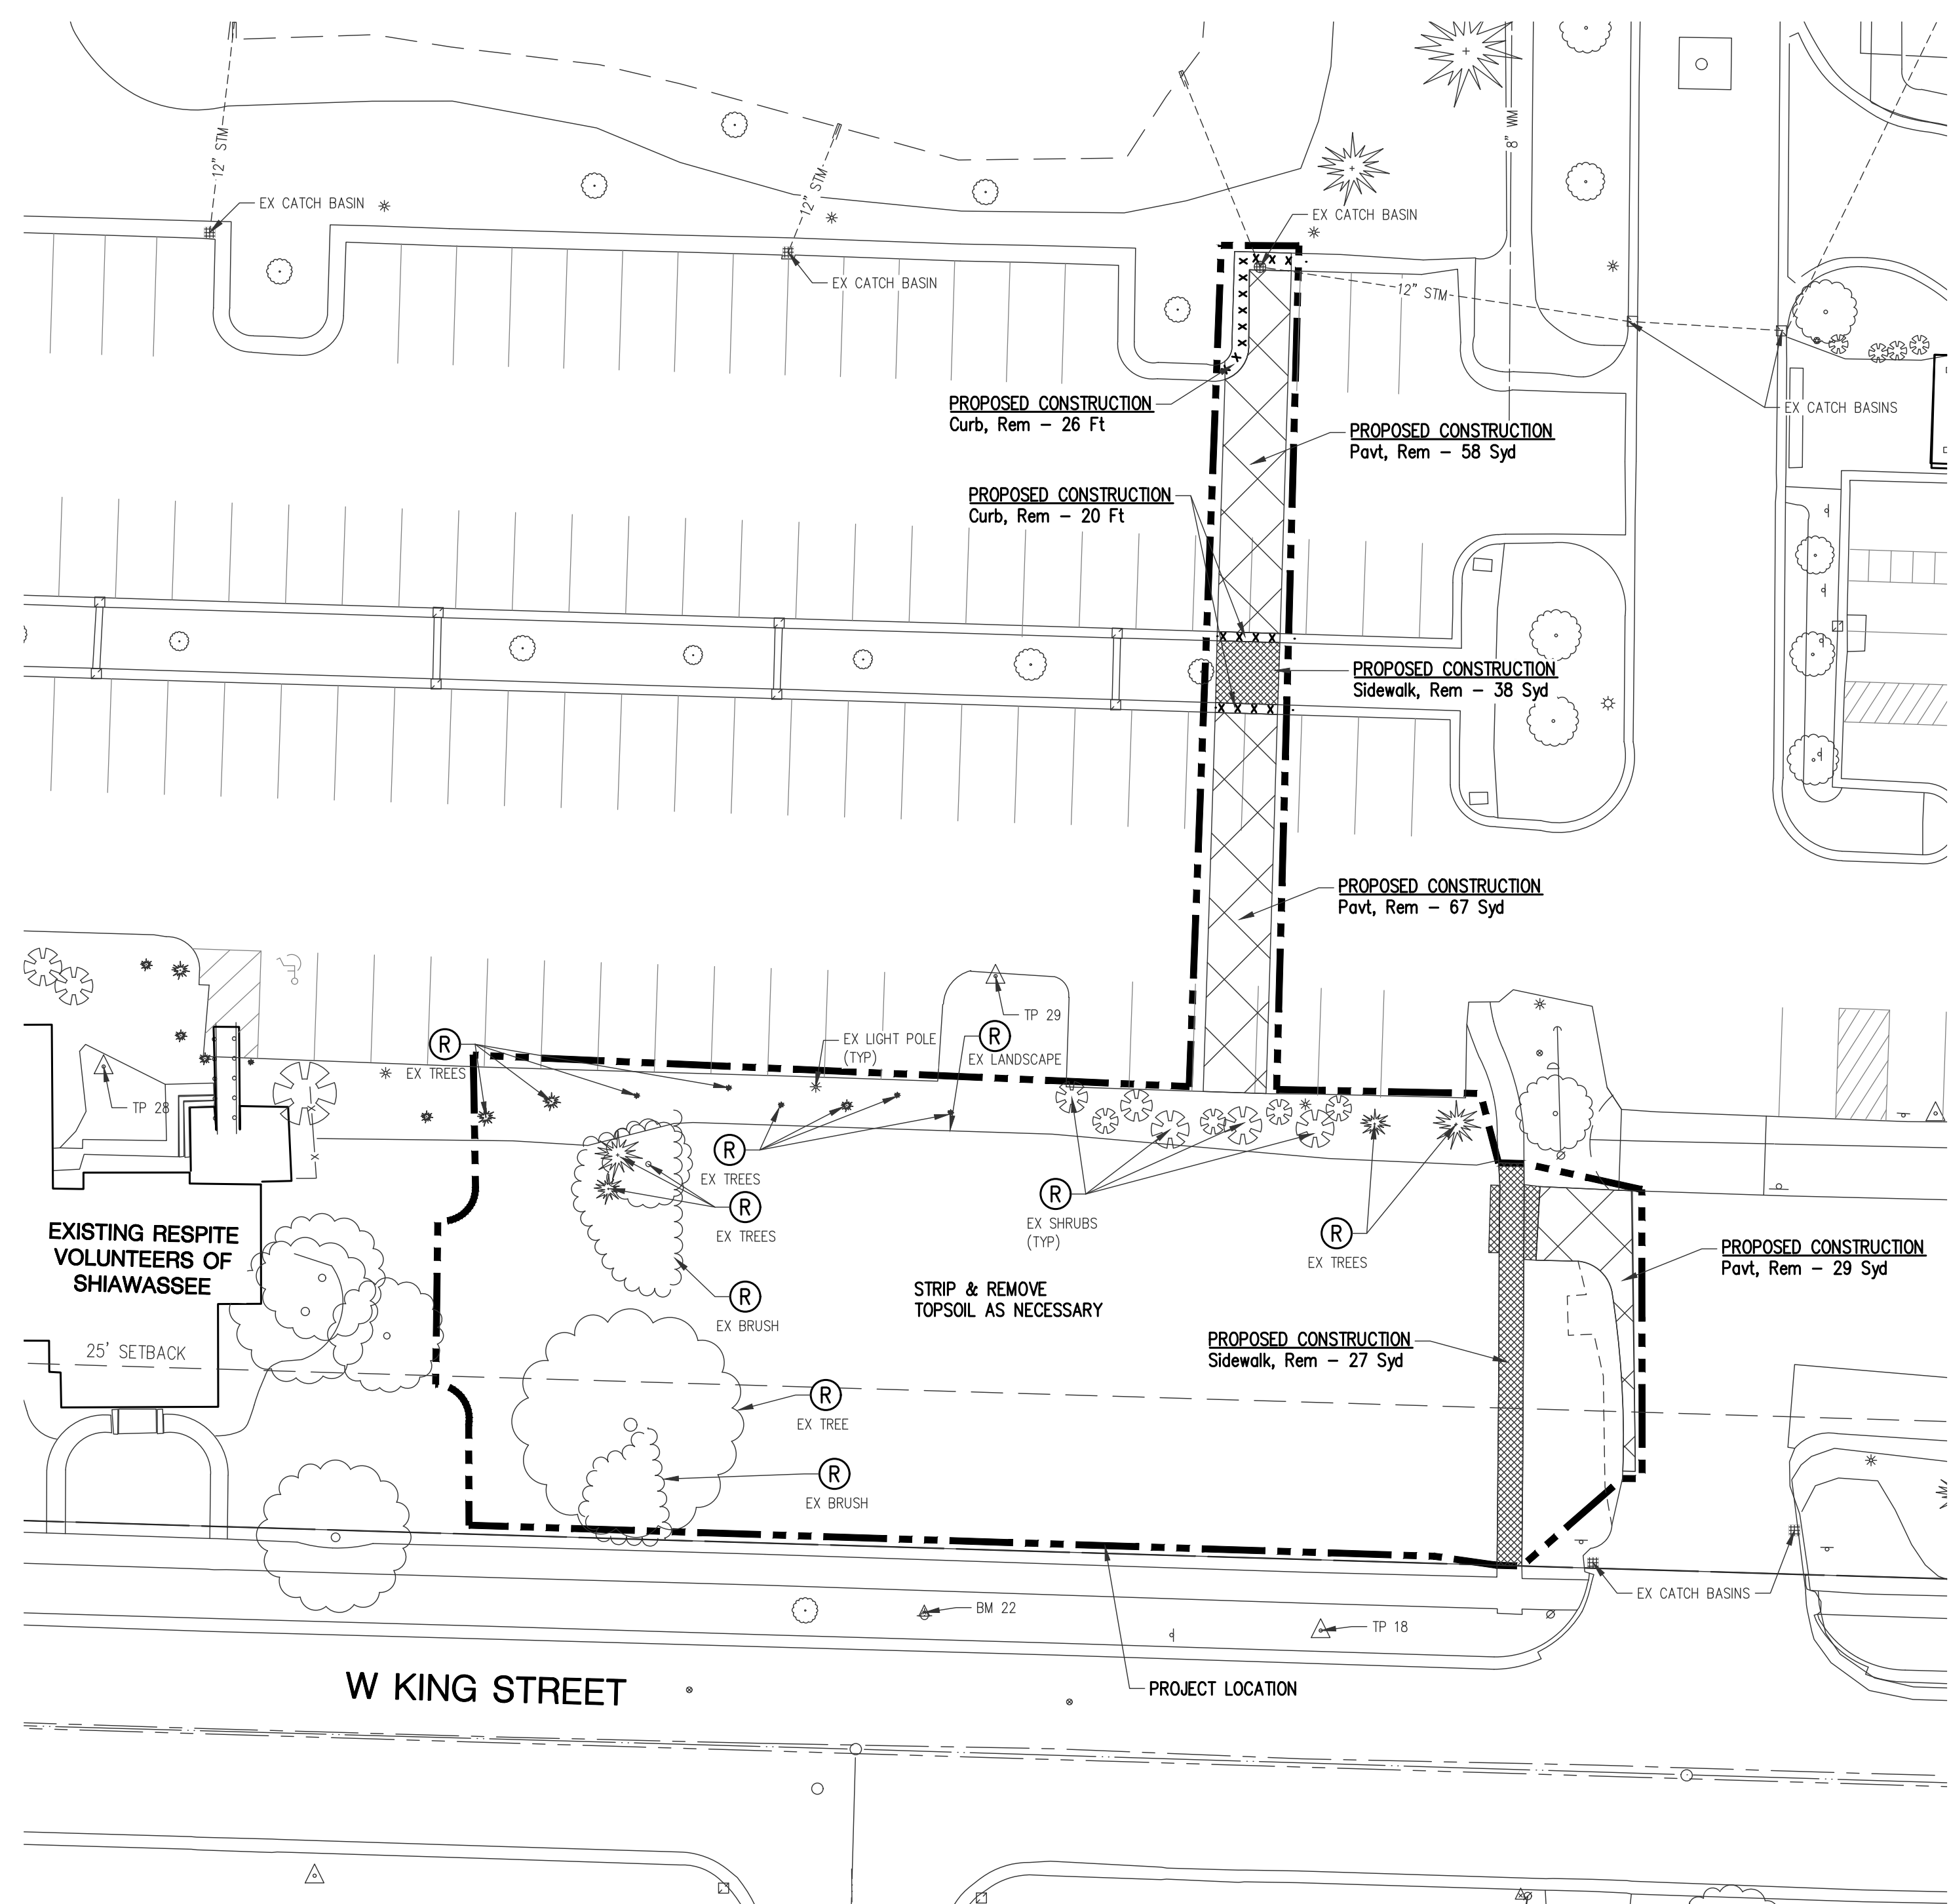 12" STM
EX CATCH BASIN
12" STM
EX CATCH BASIN
8" WM
EX CATCH BASIN
12" STM
EX CATCH BASINS
PROPOSED CONSTRUCTION
Curb, Rem - 26 Ft
PROPOSED CONSTRUCTION
Pavt, Rem - 58 Syd
PROPOSED CONSTRUCTION
Curb, Rem - 20 Ft
PROPOSED CONSTRUCTION
Sidewalk, Rem - 38 Syd
PROPOSED CONSTRUCTION
Pavt, Rem - 67 Syd
TP 29
R
EX LANDSCAPE
EX LIGHT POLE
(TYP)
R
EX TREES
TP 28
R
EX TREES
R
EX TREES
R
EX SHRUBS
(TYP)
R
EX TREES
EXISTING RESPITE
VOLUNTEERS OF
SHIAWASSEE
PROPOSED CONSTRUCTION
Pavt, Rem - 29 Syd
R
EX BRUSH
STRIP & REMOVE
TOPSOIL AS NECESSARY
25' SETBACK
PROPOSED CONSTRUCTION
Sidewalk, Rem - 27 Syd
R
EX TREE
R
EX BRUSH
EX CATCH BASINS
BM 22
TP 18
W KING STREET
PROJECT LOCATION